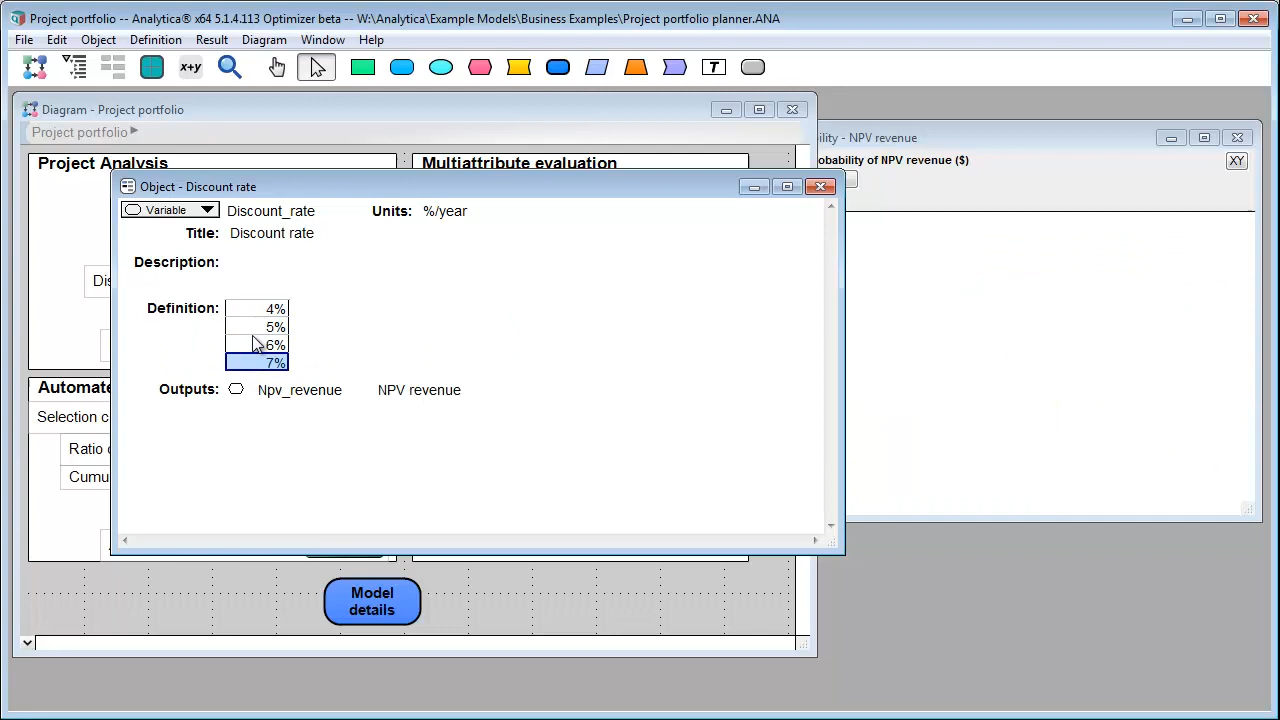 Project portfolio - Analytica® x64 5.1.4.113 Optimizer beta -- W:\Analytica\Example Models\Business Examples\Project portfolio planner.ANA
File Edit Object Definition Result Diagram Window Help
x+y T
Diagram - Project portfolio
Project portfolio
bility - NPV revenue
obability of NPV revenue ($)
XY
Project Analysis
Multiattribute evaluation
Object - Discount rate
Variable Discount_rate Units: %/year
Title: Discount rate
Description:
Dis
Definition: 4%
5%
6%
7%
Automate
Outputs: Npv_revenue NPV revenue
Selection c
Ratio
Cumu
Model
details